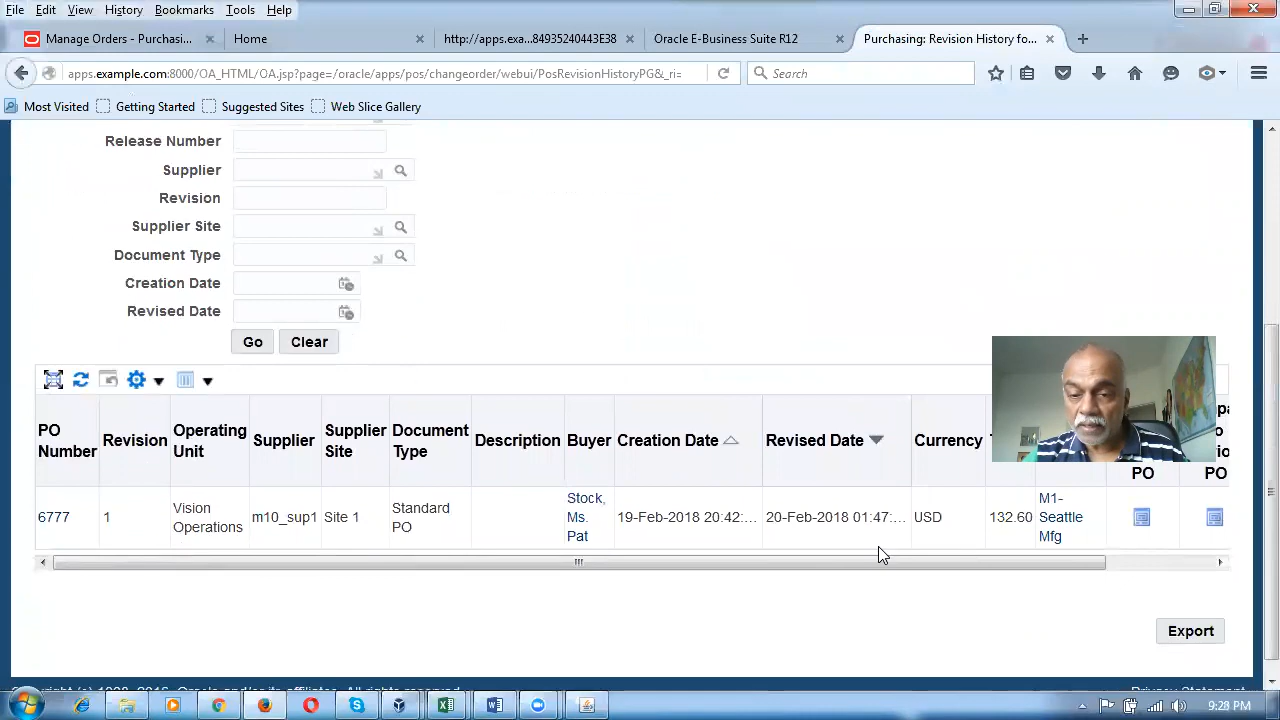 File Edit View History Bookmarks Tools Help
Manage Orders - Purchasi... Home http://apps.exa...84935240443E38 Oracle E-Business Suite R12 Purchasing: Revision History fo...
apps.example.com:8000/OA_HTML/OA.jsp?page=/oracle/apps/pos/changeorder/webui/PosRevisionHistoryPG&_ri= Search
Most Visited Getting Started Suggested Sites Web Slice Gallery
Release Number
Supplier
Revision
Supplier Site
Document Type
Creation Date
Revised Date
Go Clear
PO Number Revision Operating Unit Supplier Supplier Site Document Type Description Buyer Creation Date Revised Date Currency PO PO
6777 1 Vision Operations m10_sup1 Site 1 Standard PO Stock, Ms. Pat 19-Feb-2018 20:42:... 20-Feb-2018 01:47:... USD 132.60 M1-Seattle Mfg
Export
Privacy Statement
9:28 PM